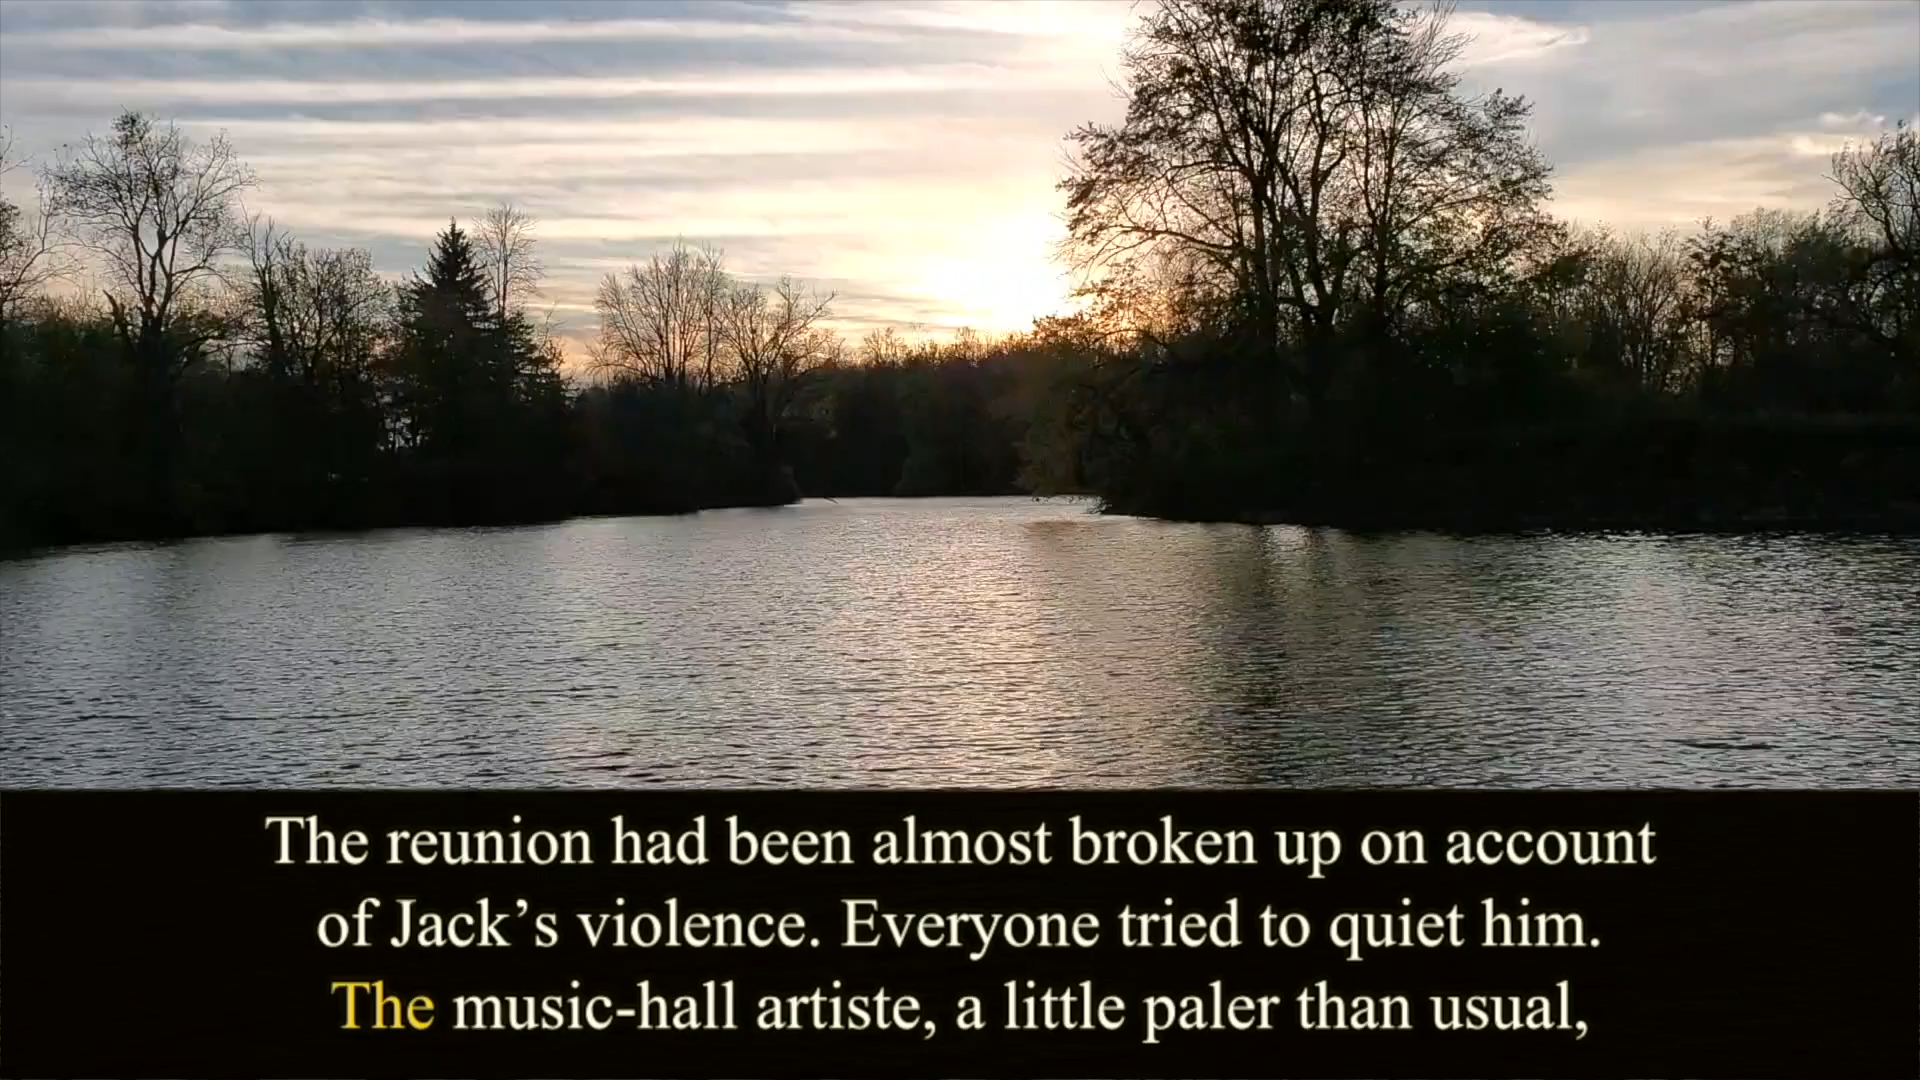 The reunion had been almost broken up on account
of Jack’s violence. Everyone tried to quiet him.
The music-hall artiste, a little paler than usual,